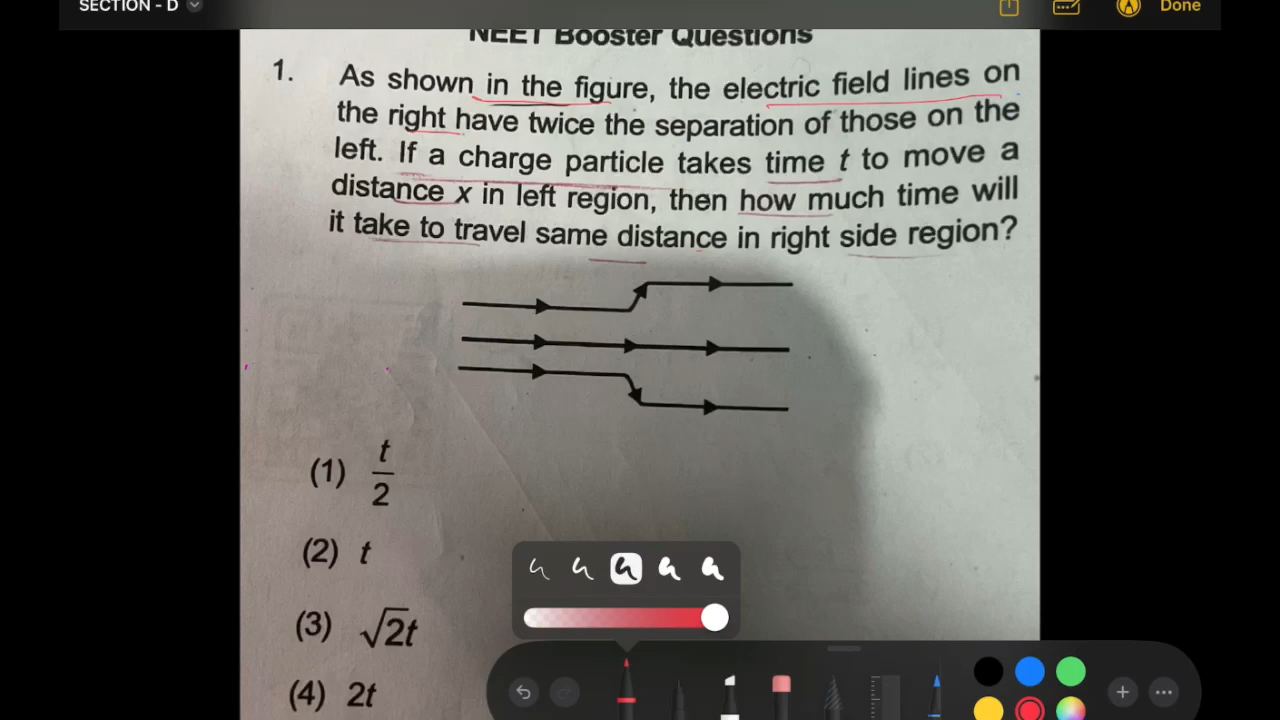 SECTION - D
Done
NEET Booster Questions
1. As shown in the figure, the electric field lines on
the right have twice the separation of those on the
left. If a charge particle takes time t to move a
distance x in left region, then how much time will
it take to travel same distance in right side region?
(1) t/2
(2) t
(3) √2t
(4) 2t